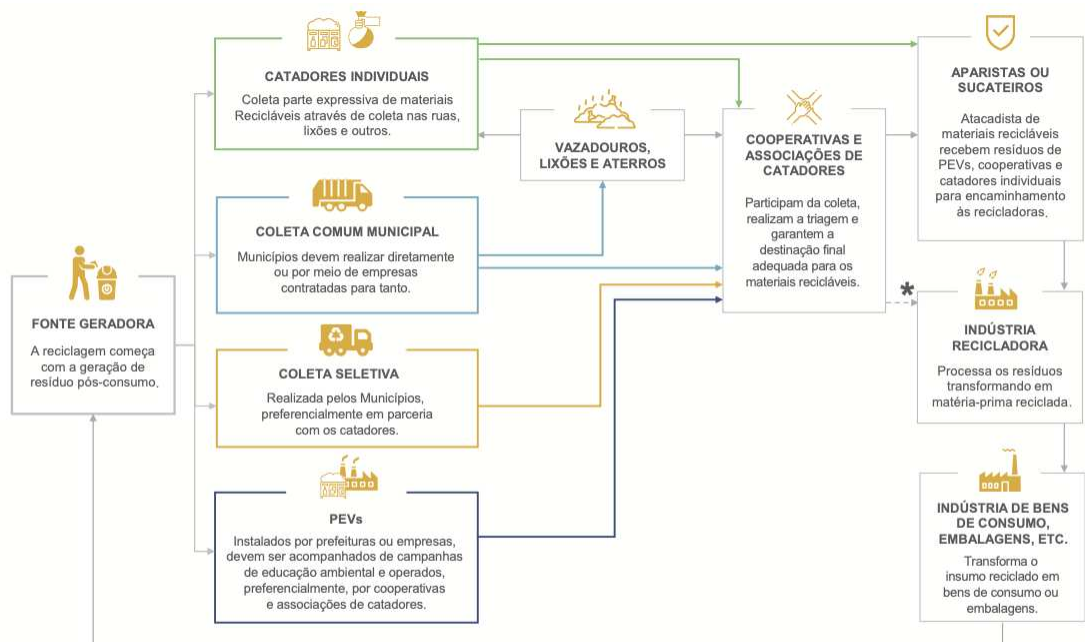 FONTE GERADORA
A reciclagem começa
com a geração de
resíduo pós-consumo.
CATADORES INDIVIDUAIS
Coleta parte expressiva de materiais
Recicláveis através de coleta nas ruas,
lixões e outros.
COLETA COMUM MUNICIPAL
Municípios devem realizar diretamente
ou por meio de empresas
contratadas para tanto.
COLETA SELETIVA
Realizada pelos Municípios,
preferencialmente em parceria
com os catadores.
PEVs
Instalados por prefeituras ou empresas,
devem ser acompanhados de campanhas
de educação ambiental e operados,
preferencialmente, por cooperativas
e associações de catadores.
VAZADOUROS,
LIXÕES E ATERROS
COOPERATIVAS E
ASSOCIAÇÕES DE
CATADORES
Participam da coleta,
realizam a triagem e
garantem a
destinação final
adequada para os
materiais recicláveis.
*
APARISTAS OU
SUCATEIROS
Atacadista de
materiais recicláveis
recebem resíduos de
PEVs, cooperativas e
catadores individuais
para encaminhamento
às recicladoras.
INDÚSTRIA
RECICLADORA
Processa os resíduos
transformando em
matéria-prima reciclada.
INDÚSTRIA DE BENS
DE CONSUMO,
EMBALAGENS, ETC.
Transforma o
insumo reciclado em
bens de consumo ou
embalagens.